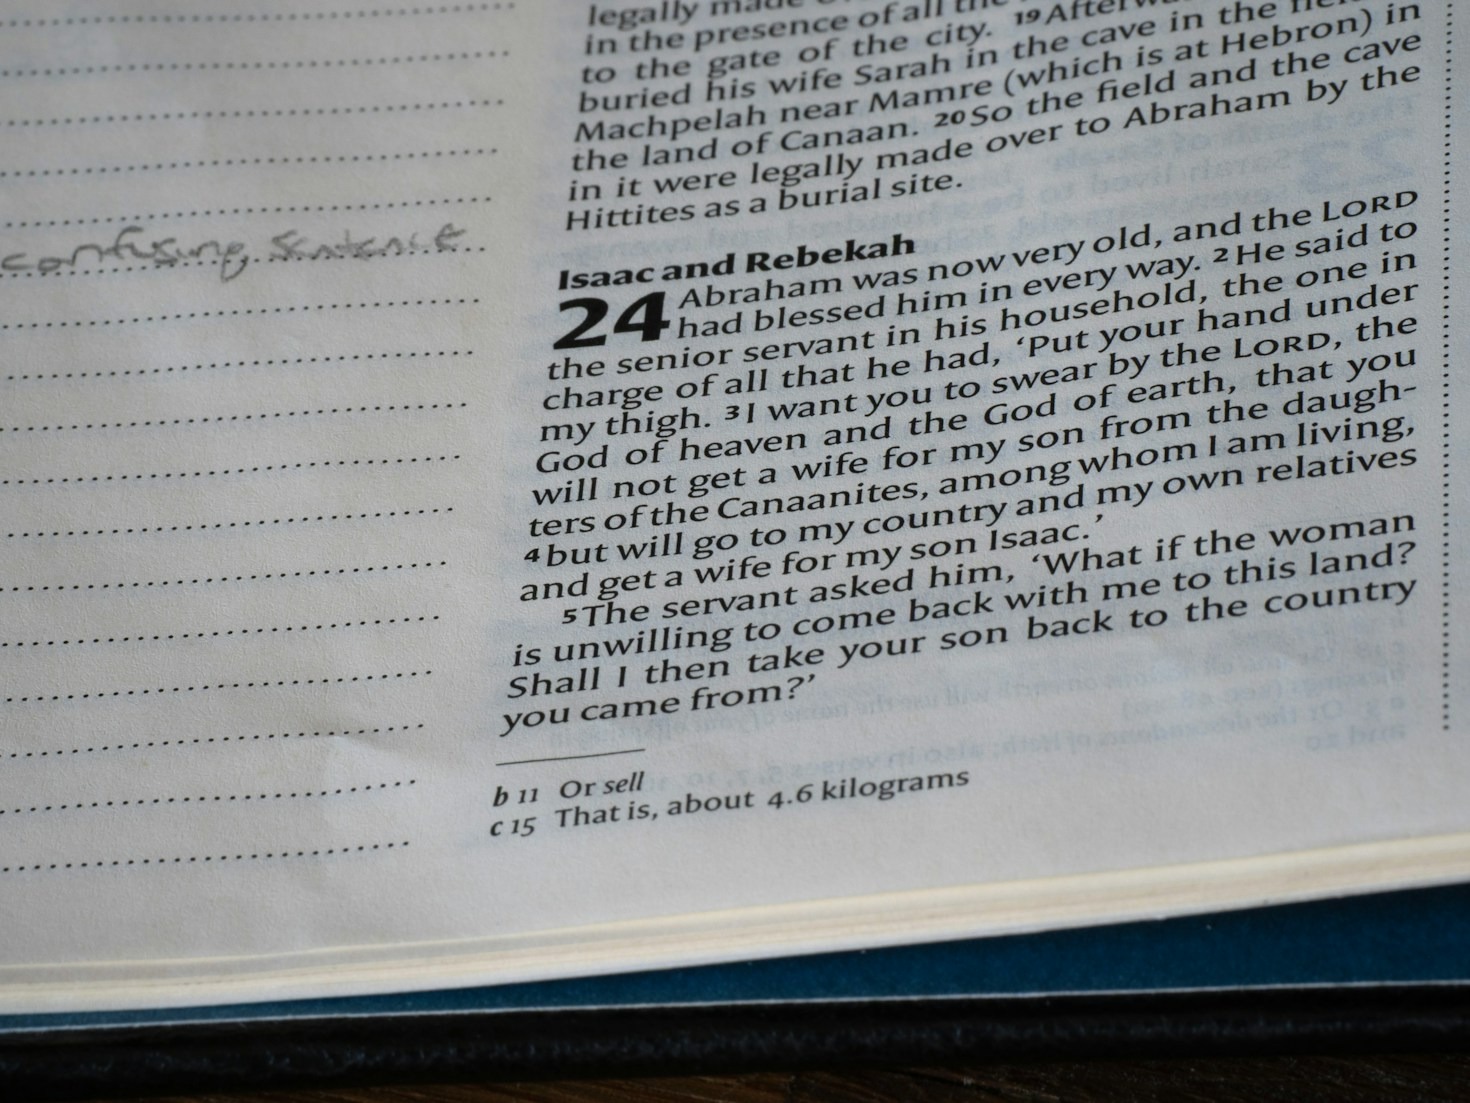 confusing sentence
legally made
in the presence of all the
to the gate of the city. 19 After
buried his wife Sarah in the cave in the
Machpelah near Mamre (which is at Hebron) in
the land of Canaan. 20 So the field and the cave
in it were legally made over to Abraham by the
Hittites as a burial site.
Isaac and Rebekah
24 Abraham was now very old, and the LORD
had blessed him in every way. 2 He said to
the senior servant in his household, the one in
charge of all that he had, ‘Put your hand under
my thigh. 3 I want you to swear by the LORD, the
God of heaven and the God of earth, that you
will not get a wife for my son from the daugh-
ters of the Canaanites, among whom I am living,
4 but will go to my country and my own relatives
and get a wife for my son Isaac.’
5 The servant asked him, ‘What if the woman
is unwilling to come back with me to this land?
Shall I then take your son back to the country
you came from?’
b 11 Or sell
c 15 That is, about 4.6 kilograms